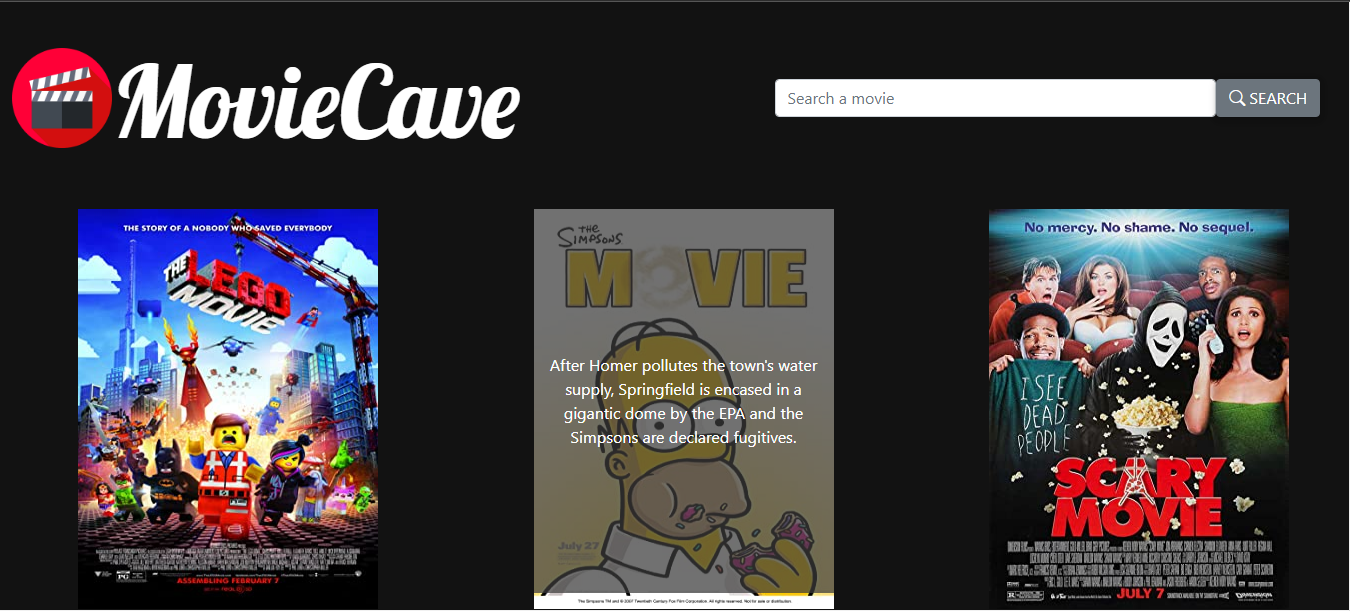 MovieCave
Search a movie
SEARCH
THE STORY OF A NOBODY WHO SAVED EVERYBODY
THE LEGO MOVIE
PG
ASSEMBLING FEBRUARY 7
THE SIMPSONS
MOVIE
After Homer pollutes the town's water
supply, Springfield is encased in a
gigantic dome by the EPA and the
Simpsons are declared fugitives.
July 27
The Simpsons TM and © 2007 Twentieth Century Fox Film Corporation. All rights reserved. Not for sale or distribution.
No mercy. No shame. No sequel.
I SEE
DEAD
PEOPLE
SCARY
MOVIE
R
JULY 7